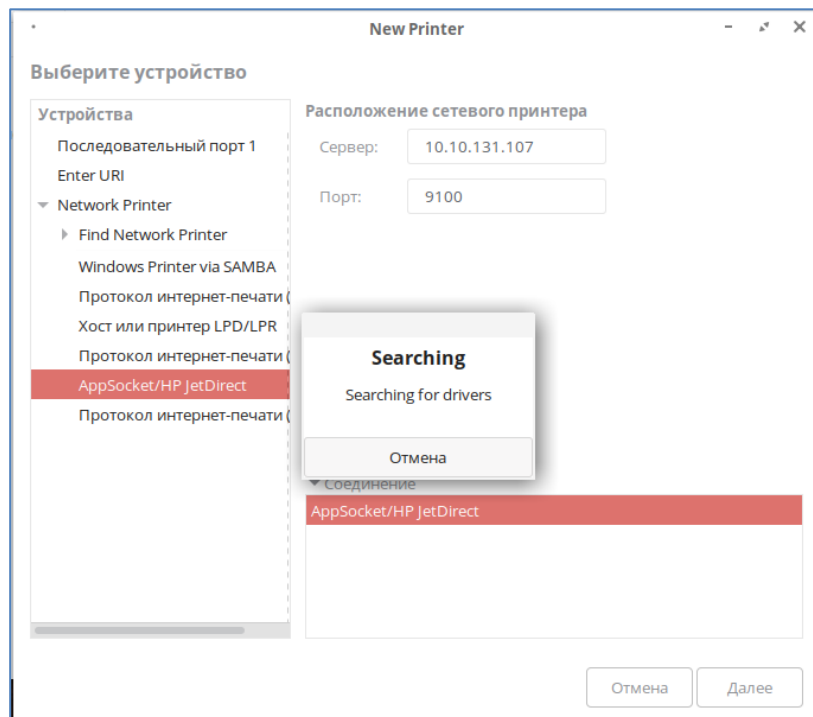 New Printer
Выберите устройство
Устройства
Последовательный порт 1
Enter URI
Network Printer
Find Network Printer
Windows Printer via SAMBA
Протокол интернет-печати (
Хост или принтер LPD/LPR
Протокол интернет-печати (
AppSocket/HP JetDirect
Протокол интернет-печати (
Расположение сетевого принтера
Сервер: 10.10.131.107
Порт: 9100
Searching
Searching for drivers
Отмена
Соединение
AppSocket/HP JetDirect
Отмена Далее